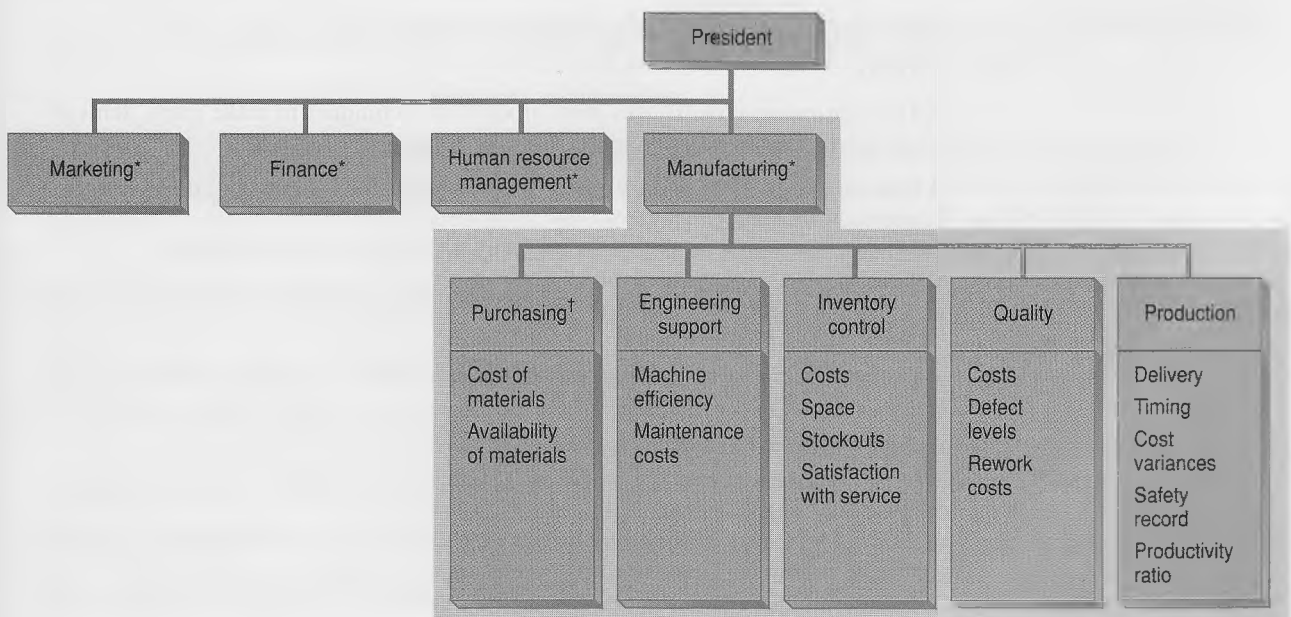 President
Marketing*
Finance*
Human resource
management*
Manufacturing*
Purchasing†
Cost of
materials
Availability
of materials
Engineering
support
Machine
efficiency
Maintenance
costs
Inventory
control
Costs
Space
Stockouts
Satisfaction
with service
Quality
Costs
Defect
levels
Rework
costs
Production
Delivery
Timing
Cost
variances
Safety
record
Productivity
ratio